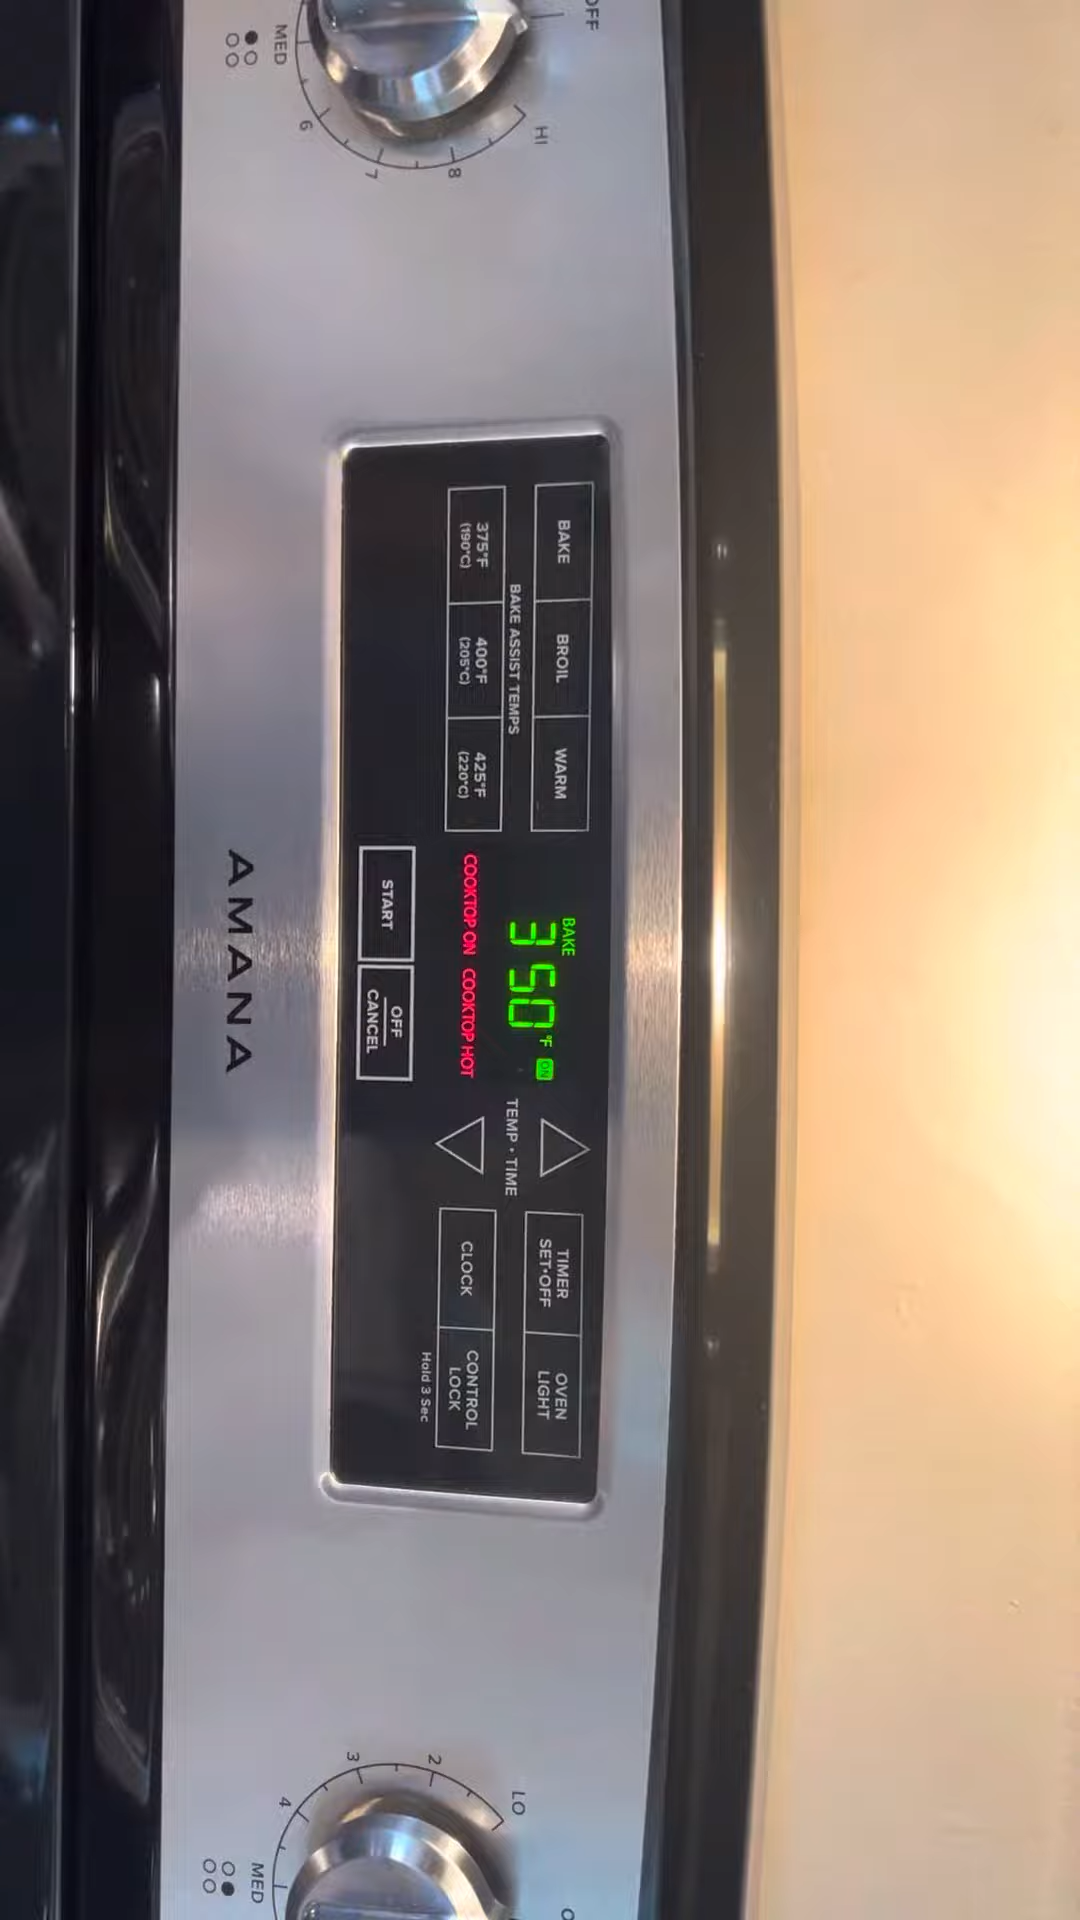 OFF
HI
8
7
6
MED
BAKE
BROIL
WARM
BAKE ASSIST TEMPS
375°F
(190°C)
400°F
(205°C)
425°F
(220°C)
BAKE
350°F ON
COOKTOP ON COOKTOP HOT
START
OFF
CANCEL
TEMP • TIME
TIMER
SET•OFF
OVEN
LIGHT
CLOCK
CONTROL
LOCK
Hold 3 Sec
AMANA
LO
2
3
4
MED